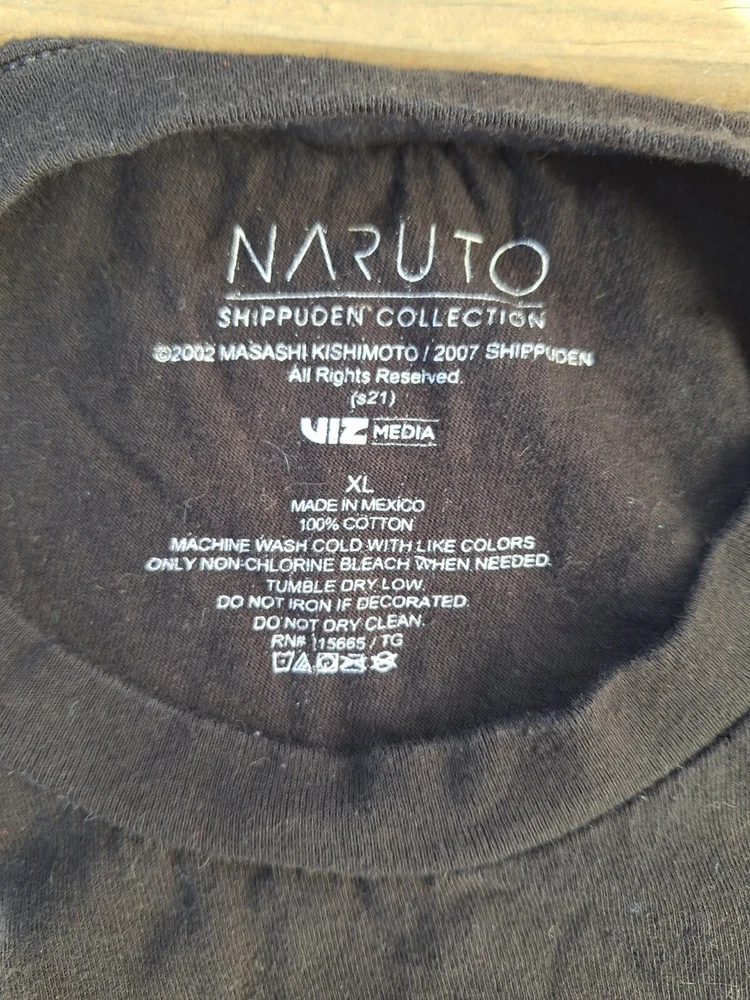 NARUTO
SHIPPUDEN COLLECTION
©2002 MASASHI KISHIMOTO / 2007 SHIPPUDEN
All Rights Reserved.
(s21)
VIZ MEDIA
XL
MADE IN MEXICO
100% COTTON
MACHINE WASH COLD WITH LIKE COLORS
ONLY NON-CHLORINE BLEACH WHEN NEEDED.
TUMBLE DRY LOW.
DO NOT IRON IF DECORATED.
DO NOT DRY CLEAN.
RN# 115665 / TG